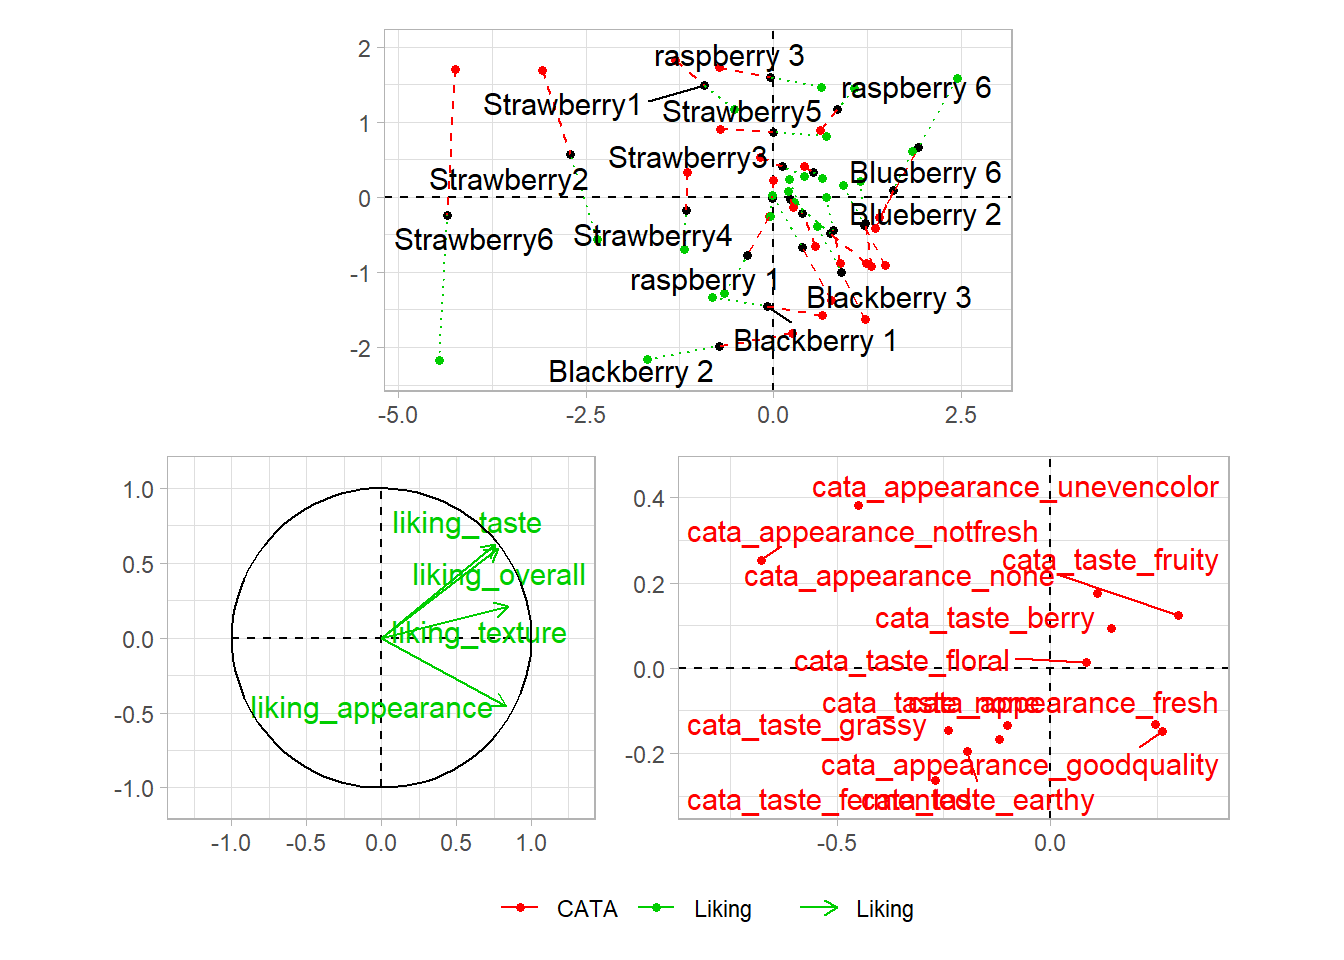 raspberry 3
2
raspberry 6
Strawberry1
Strawberry5
1
Strawberry3
Blueberry 6
Strawberry2
0
Blueberry 2
Strawberry6
Strawberry4
raspberry 1
-1
Blackberry 3
Blackberry 1
-2
Blackberry 2
-5.0 -2.5 0.0 2.5
1.0
liking_taste
0.5
liking_overall
0.0
liking_texture
liking_appearance
-0.5
-1.0
-1.0 -0.5 0.0 0.5 1.0
cata_appearance_unevencolor
0.4
cata_appearance_notfresh
cata_taste_fruity
cata_appearance_none
0.2
cata_taste_berry
cata_taste_floral
0.0
cata_taste_none
cata_appearance_fresh
cata_taste_grassy
-0.2
cata_appearance_goodquality
cata_taste_fermented
cata_taste_earthy
-0.5 0.0
CATA Liking Liking